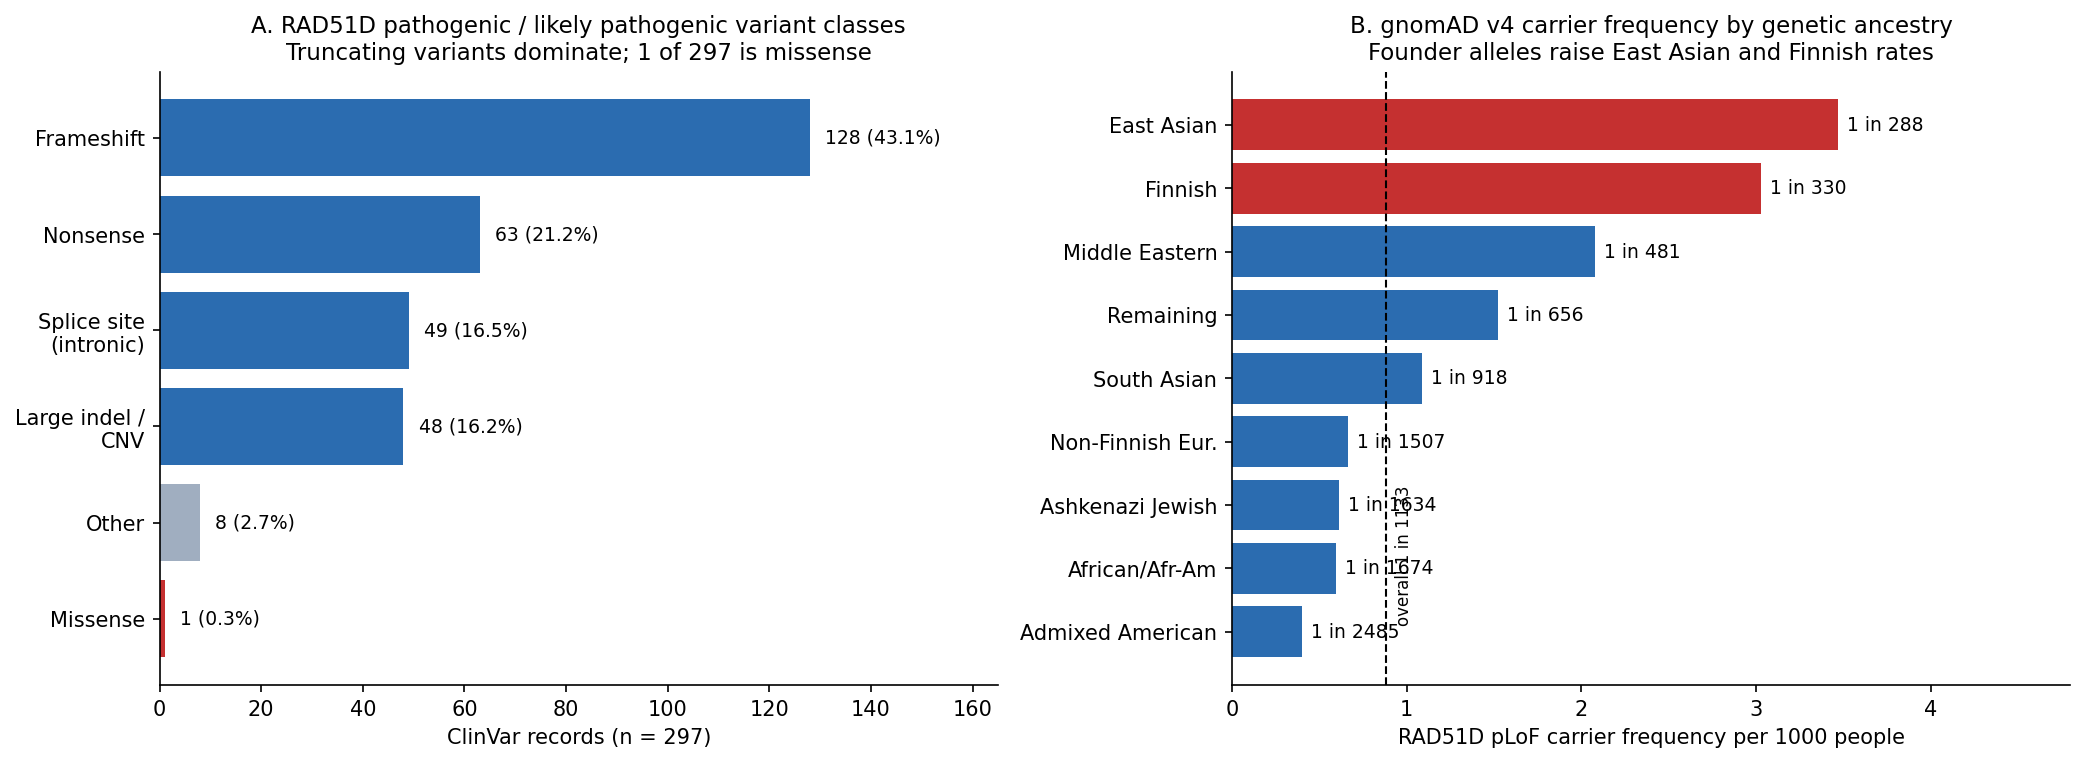 A. RAD51D pathogenic / likely pathogenic variant classes
Truncating variants dominate; 1 of 297 is missense
Frameshift
128 (43.1%)
Nonsense
63 (21.2%)
Splice site
(intronic)
49 (16.5%)
Large indel /
CNV
48 (16.2%)
Other
8 (2.7%)
Missense
1 (0.3%)
0 20 40 60 80 100 120 140 160
ClinVar records (n = 297)
B. gnomAD v4 carrier frequency by genetic ancestry
Founder alleles raise East Asian and Finnish rates
East Asian
1 in 288
Finnish
1 in 330
Middle Eastern
1 in 481
Remaining
1 in 656
South Asian
1 in 918
Non-Finnish Eur.
1 in 1507
Ashkenazi Jewish
1 in 1634
African/Afr-Am
1 in 1674
Admixed American
1 in 2485
overall 1 in 1133
0 1 2 3 4
RAD51D pLoF carrier frequency per 1000 people